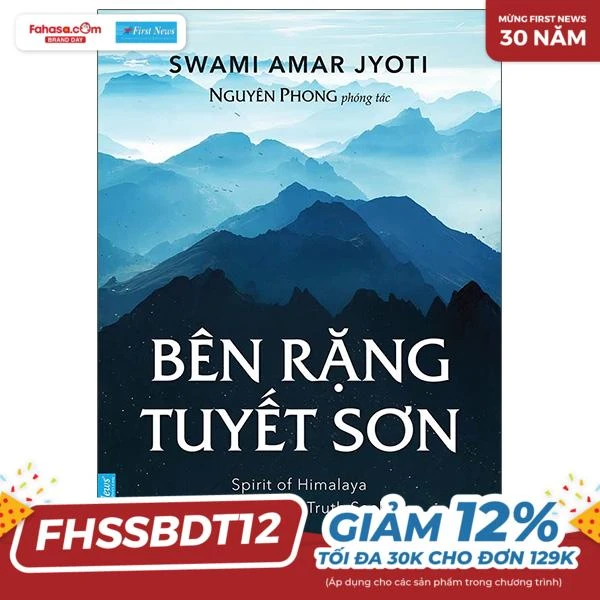 Fahasa.com
BRAND DAY
First News
MỪNG FIRST NEWS
30 NĂM
SWAMI AMAR JYOTI
NGUYÊN PHONG phóng tác
BÊN RẶNG
TUYẾT SƠN
Spirit of Himalaya
Truth
News
FHSSBDT12
GIẢM 12%
TỐI ĐA 30K CHO ĐƠN 129K
(Áp dụng cho các sản phẩm trong chương trình)